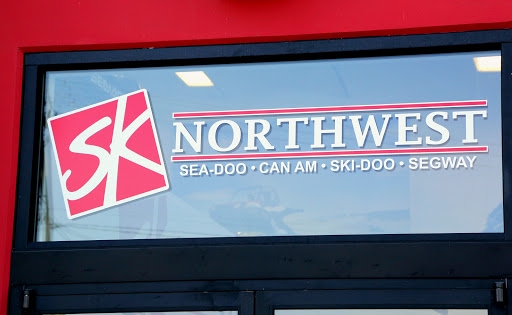 SK NORTHWEST
SEA-DOO • CAN AM • SKI-DOO • SEGWAY